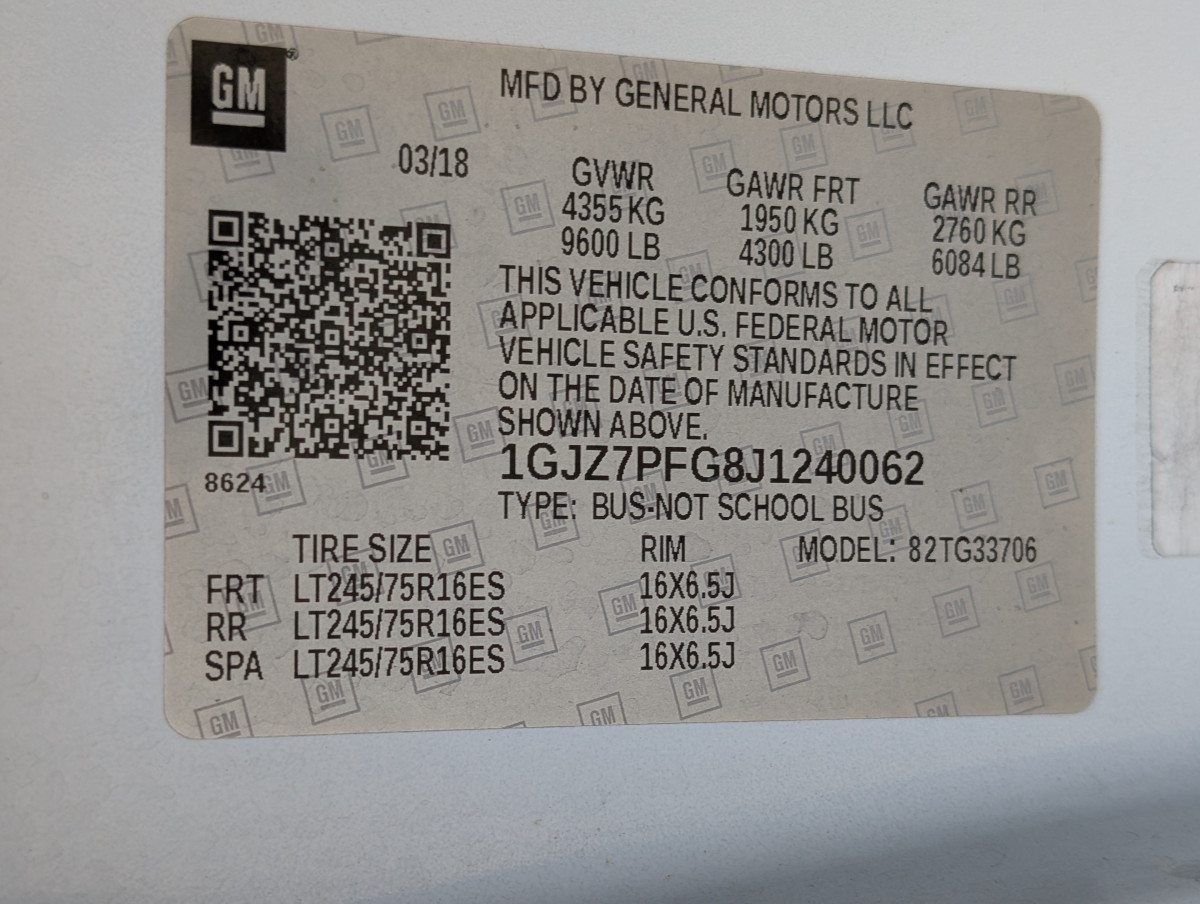 GM
MFD BY GENERAL MOTORS LLC
03/18
GVWR GAWR FRT GAWR RR
4355 KG 1950 KG 2760 KG
9600 LB 4300 LB 6084 LB
THIS VEHICLE CONFORMS TO ALL
APPLICABLE U.S. FEDERAL MOTOR
VEHICLE SAFETY STANDARDS IN EFFECT
ON THE DATE OF MANUFACTURE
SHOWN ABOVE.
1GJZ7PFG8J1240062
8624
TYPE: BUS-NOT SCHOOL BUS
TIRE SIZE RIM MODEL: 82TG33706
FRT LT245/75R16ES 16X6.5J
RR LT245/75R16ES 16X6.5J
SPA LT245/75R16ES 16X6.5J